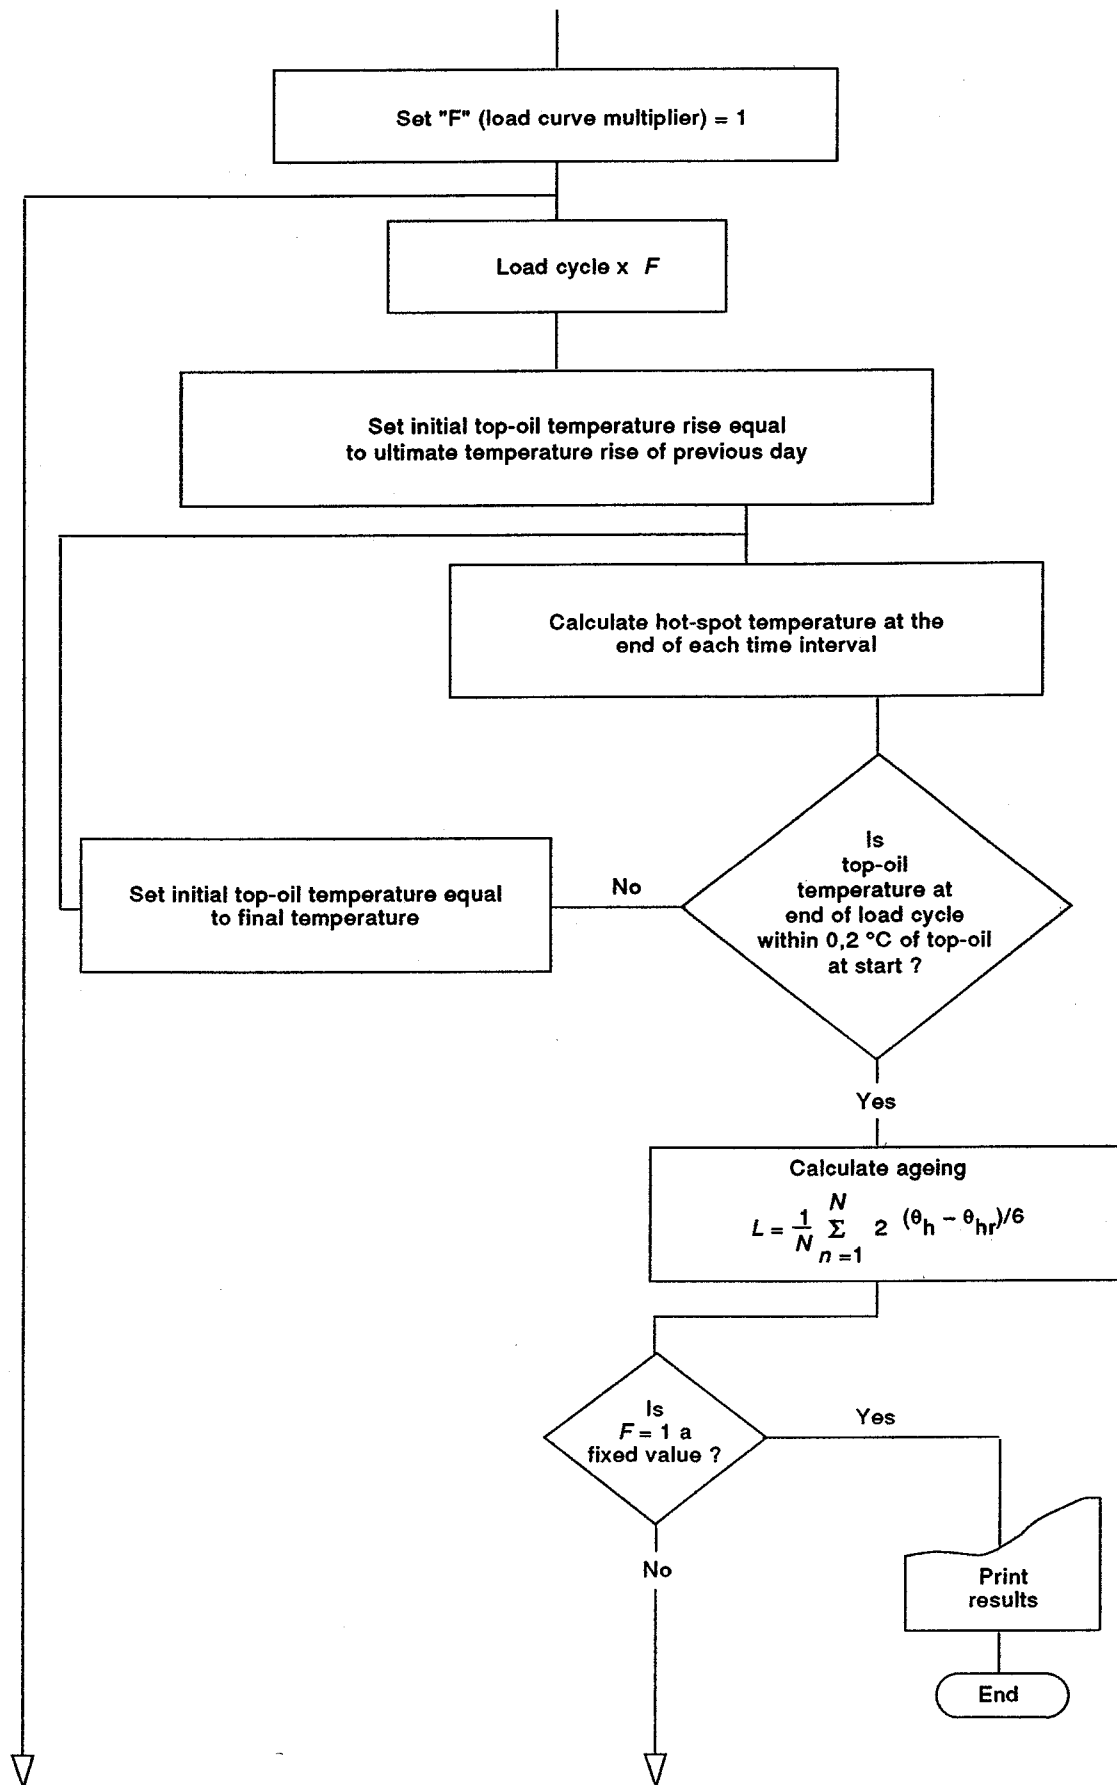 Set "F" (load curve multiplier) = 1
Load cycle x F
Set initial top-oil temperature rise equal
to ultimate temperature rise of previous day
Calculate hot-spot temperature at the
end of each time interval
Is
top-oil
temperature at
end of load cycle
within 0,2 °C of top-oil
at start ?
No
Set initial top-oil temperature equal
to final temperature
Yes
Calculate ageing
L = 1/N Σ_{n=1}^{N} 2^{(θ_h − θ_hr)/6}
Is
F = 1 a
fixed value ?
Yes
No
Print
results
End